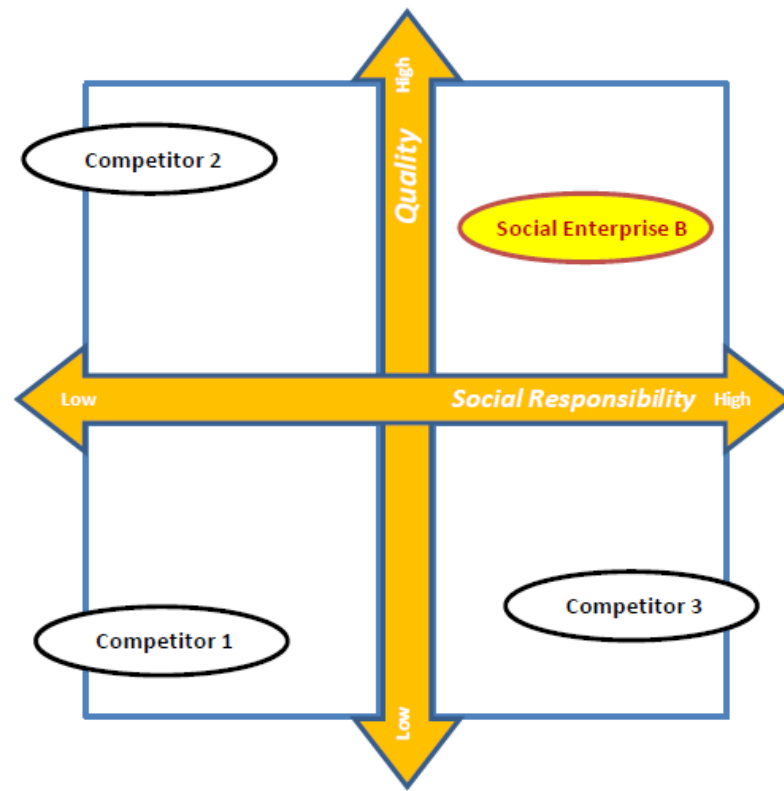 High
Quality
Competitor 2
Social Enterprise B
Low
Social Responsibility
High
Competitor 3
Competitor 1
Low